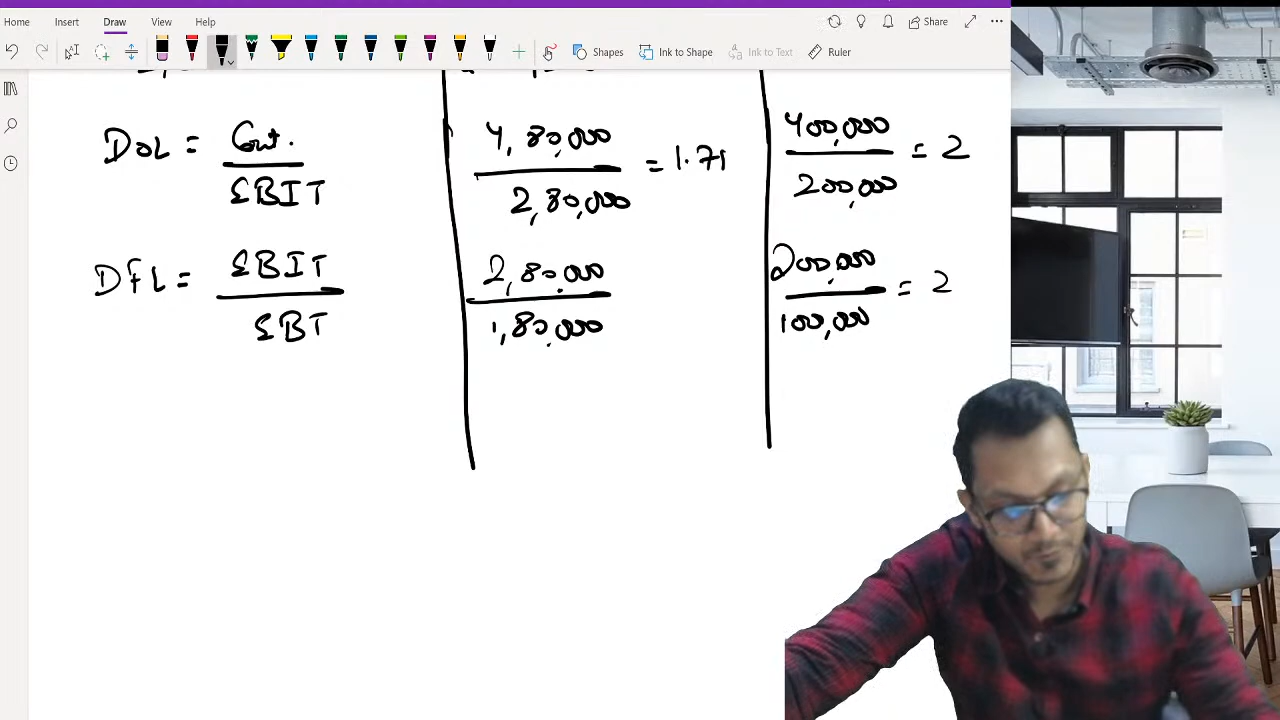 Home Insert Draw View Help Share
Shapes Ink to Shape Ink to Text Ruler
DOL = Cont. / EBIT 4,80,000 / 2,80,000 = 1.71 400,000 / 200,000 = 2
DFL = EBIT / EBT 2,80,000 / 1,80,000 200,000 / 100,000 = 2